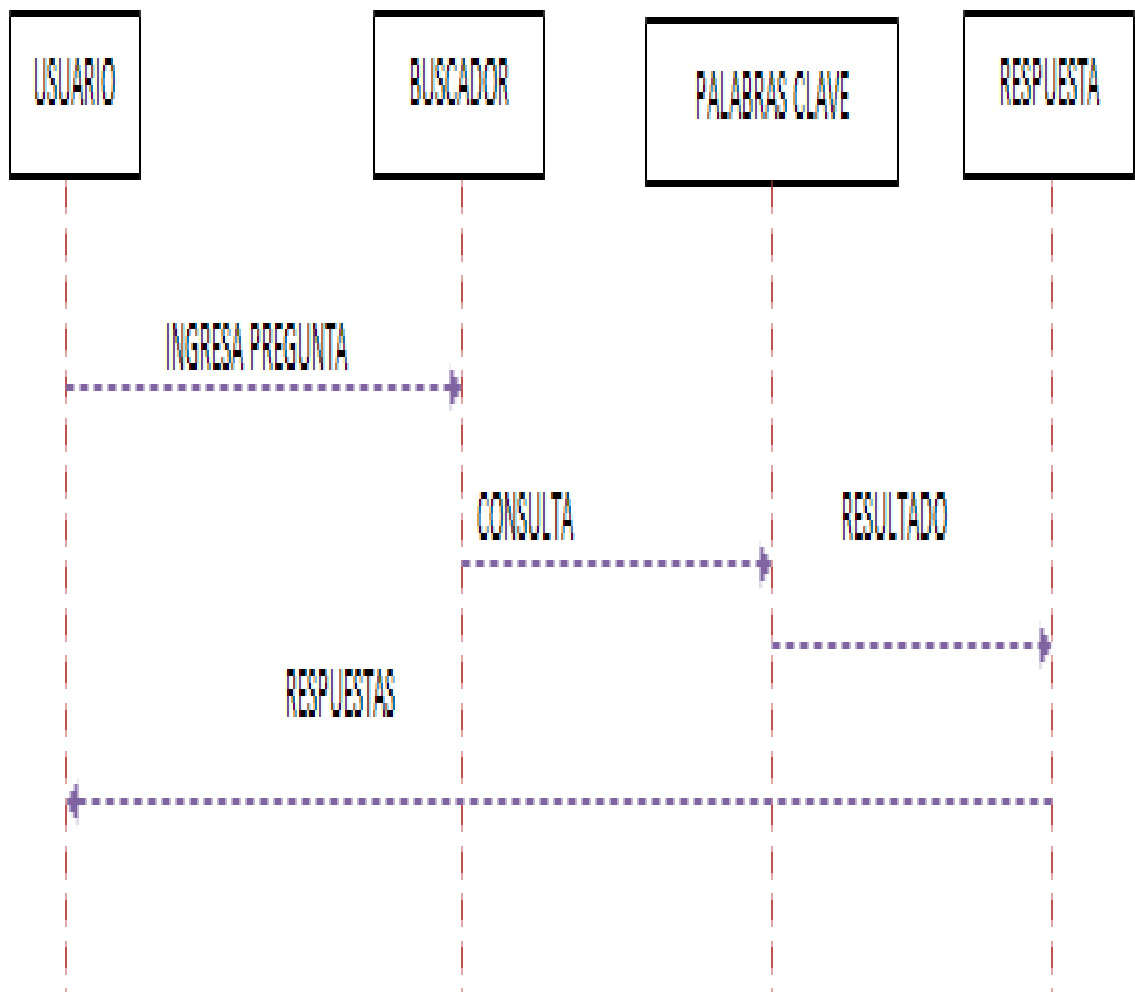 USUARIO
BUSCADOR
PALABRAS CLAVE
RESPUESTA
INGRESA PREGUNTA
CONSULTA
RESULTADO
RESPUESTAS